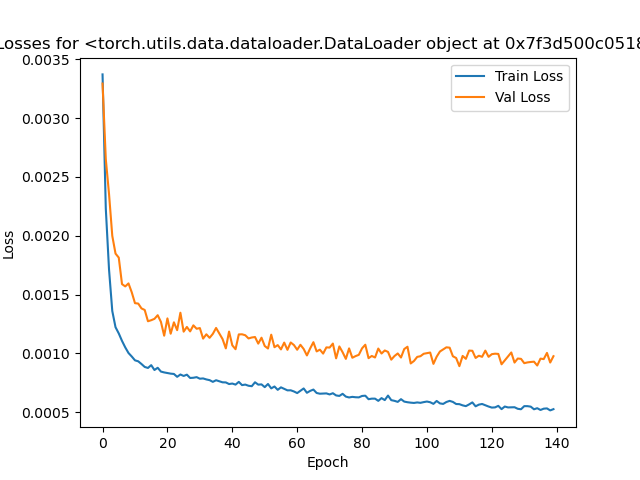 Losses for <torch.utils.data.dataloader.DataLoader object at 0x7f3d500c0518
Train Loss
Val Loss
Loss
0.0035
0.0030
0.0025
0.0020
0.0015
0.0010
0.0005
0 20 40 60 80 100 120 140
Epoch